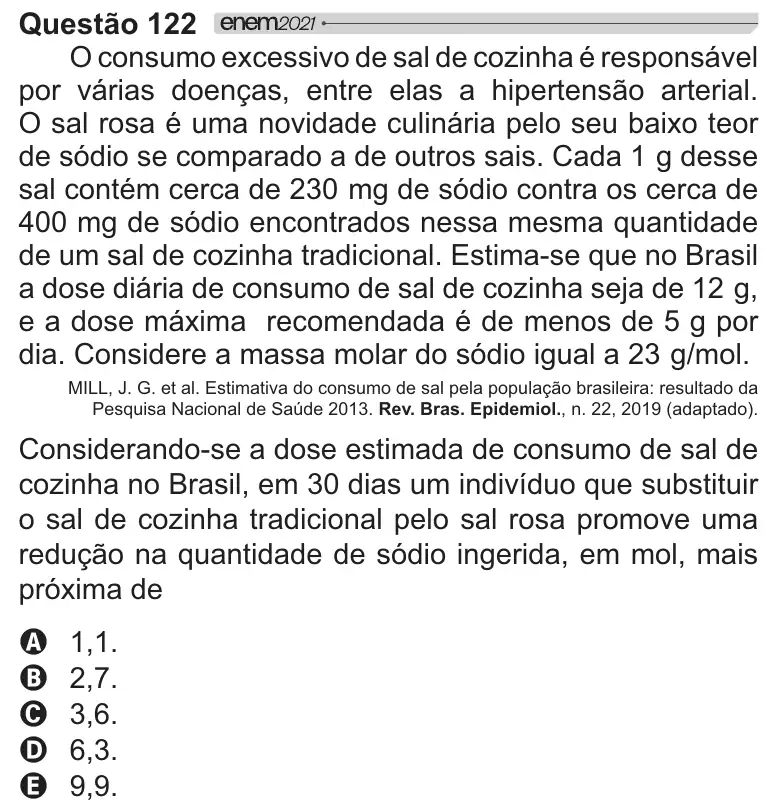 Questão 122 enem2021
O consumo excessivo de sal de cozinha é responsável
por várias doenças, entre elas a hipertensão arterial.
O sal rosa é uma novidade culinária pelo seu baixo teor
de sódio se comparado a de outros sais. Cada 1 g desse
sal contém cerca de 230 mg de sódio contra os cerca de
400 mg de sódio encontrados nessa mesma quantidade
de um sal de cozinha tradicional. Estima-se que no Brasil
a dose diária de consumo de sal de cozinha seja de 12 g,
e a dose máxima recomendada é de menos de 5 g por
dia. Considere a massa molar do sódio igual a 23 g/mol.
MILL, J. G. et al. Estimativa do consumo de sal pela população brasileira: resultado da
Pesquisa Nacional de Saúde 2013. Rev. Bras. Epidemiol., n. 22, 2019 (adaptado).
Considerando-se a dose estimada de consumo de sal de
cozinha no Brasil, em 30 dias um indivíduo que substituir
o sal de cozinha tradicional pelo sal rosa promove uma
redução na quantidade de sódio ingerida, em mol, mais
próxima de
A 1,1.
B 2,7.
C 3,6.
D 6,3.
E 9,9.